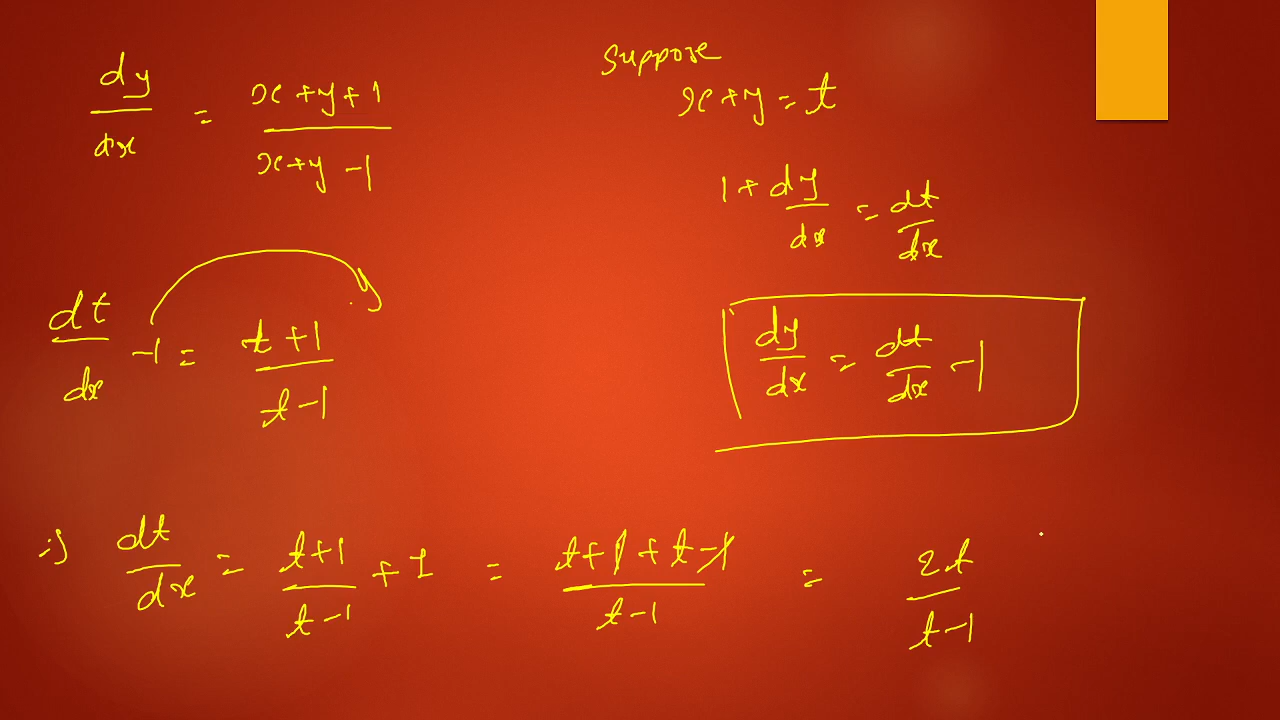 dy/dx = x+y+1/x+y-1
Suppose
x+y=t
1+dy/dx = dt/dx
dy/dx = dt/dx -1
dt/dx -1 = t+1/t-1
dt/dx = t+1/t-1 +1 = t+1+t-1/t-1 = 2t/t-1